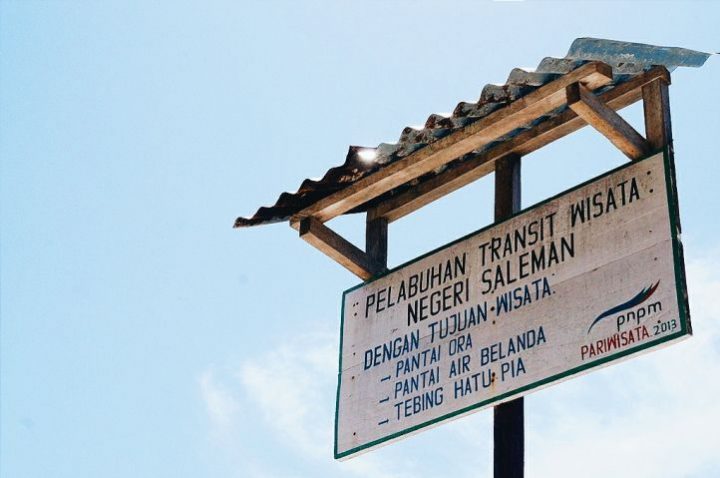 : PELABUHAN TRANSIT WISATA :
NEGERI SALEMAN
DENGAN TUJUAN WISATA.
- PANTAI ORA
- PANTAI AIR BELANDA
- TEBING HATU PIA
pnpm
PARIWISATA.2013